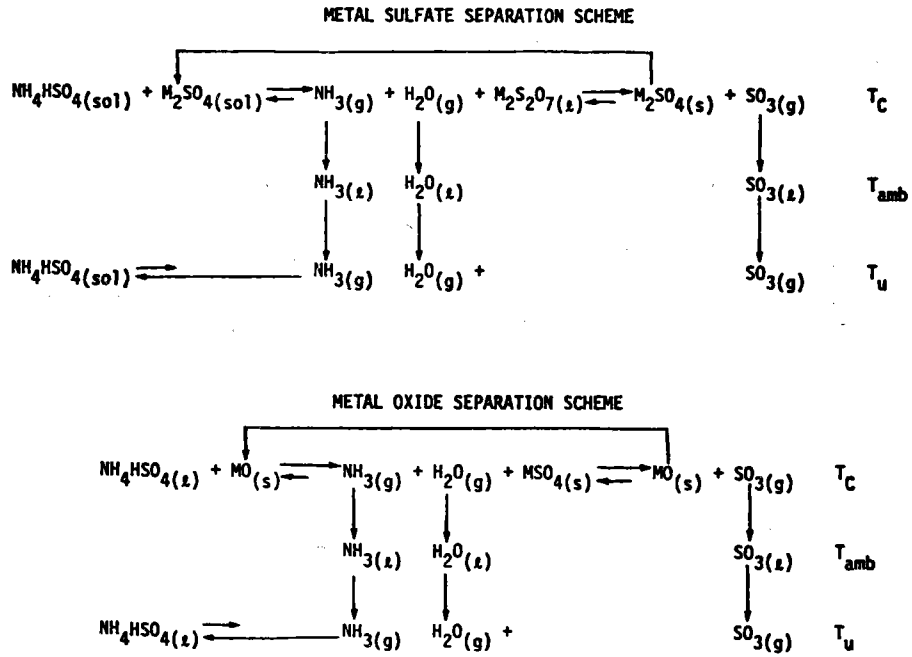 METAL SULFATE SEPARATION SCHEME
NH4HSO4(sol) + M2SO4(sol) ⇌ NH3(g) + H2O(g) + M2S2O7(ℓ) ⇌ M2SO4(s) + SO3(g) TC
NH3(ℓ) H2O(ℓ) SO3(ℓ) Tamb
NH4HSO4(sol) ⇌ NH3(g) H2O(g) + SO3(g) Tu
METAL OXIDE SEPARATION SCHEME
NH4HSO4(ℓ) + MO(s) ⇌ NH3(g) + H2O(g) + MSO4(s) ⇌ MO(s) + SO3(g) TC
NH3(ℓ) H2O(ℓ) SO3(ℓ) Tamb
NH4HSO4(ℓ) ⇌ NH3(g) H2O(g) + SO3(g) Tu